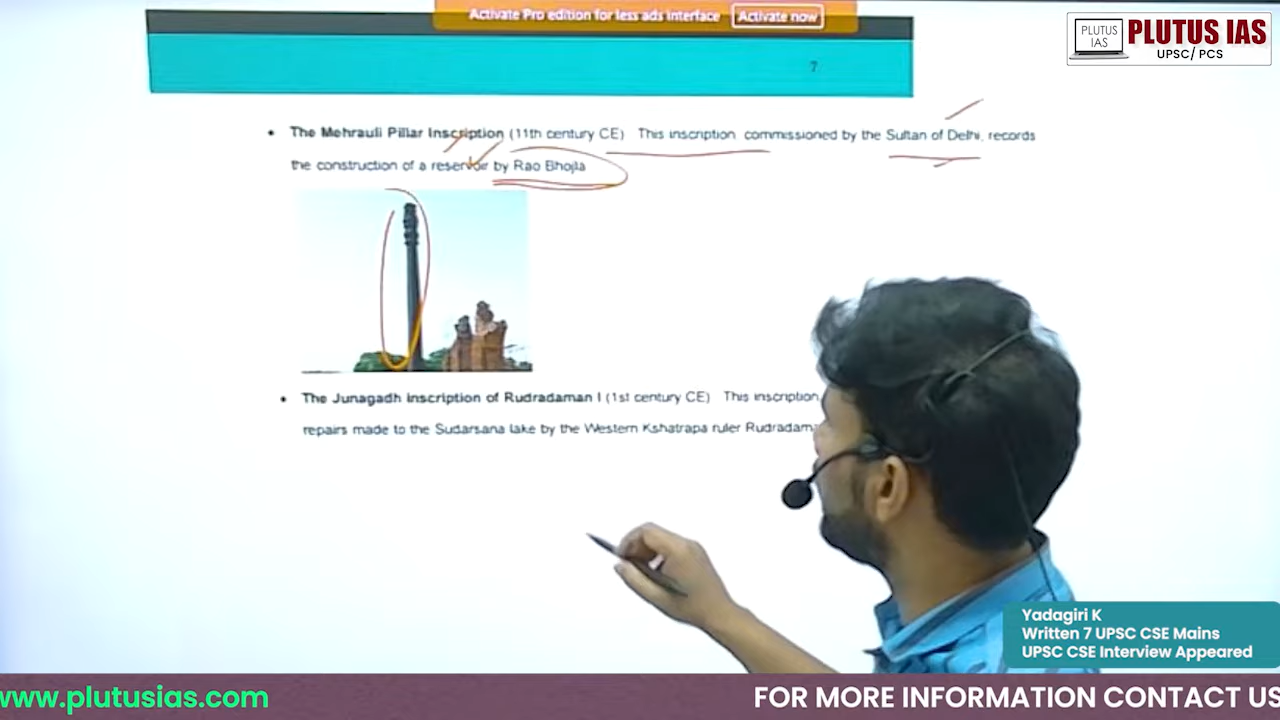 Activate Pro edition for less ads interface Activate now
PLUTUS IAS
PLUTUS IAS
UPSC/ PCS
7
• The Mehrauli Pillar Inscription (11th century CE) This inscription commissioned by the Sultan of Delhi, records
the construction of a reservoir by Rao Bhojla
• The Junagadh inscription of Rudradaman I (1st century CE) This inscription,
repairs made to the Sudarsana lake by the Western Kshatrapa ruler
Yadagiri K
Written 7 UPSC CSE Mains
UPSC CSE Interview Appeared
www.plutusias.com
FOR MORE INFORMATION CONTACT US